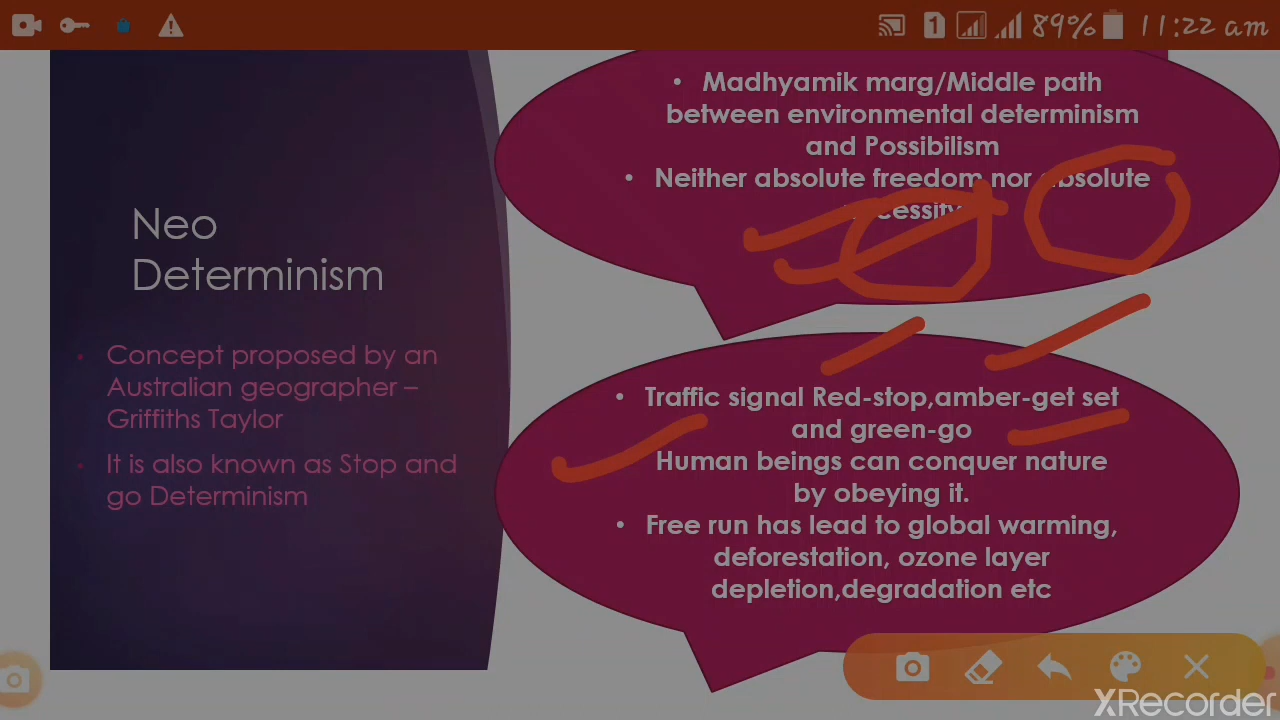 89% 11:22 am
Neo
Determinism
• Concept proposed by an
Australian geographer –
Griffiths Taylor
• It is also known as Stop and
go Determinism
• Madhyamik marg/Middle path
between environmental determinism
and Possibilism
• Neither absolute freedom nor absolute
necessity
• Traffic signal Red-stop,amber-get set
and green-go
Human beings can conquer nature
by obeying it.
• Free run has lead to global warming,
deforestation, ozone layer
depletion,degradation etc
XRecorder